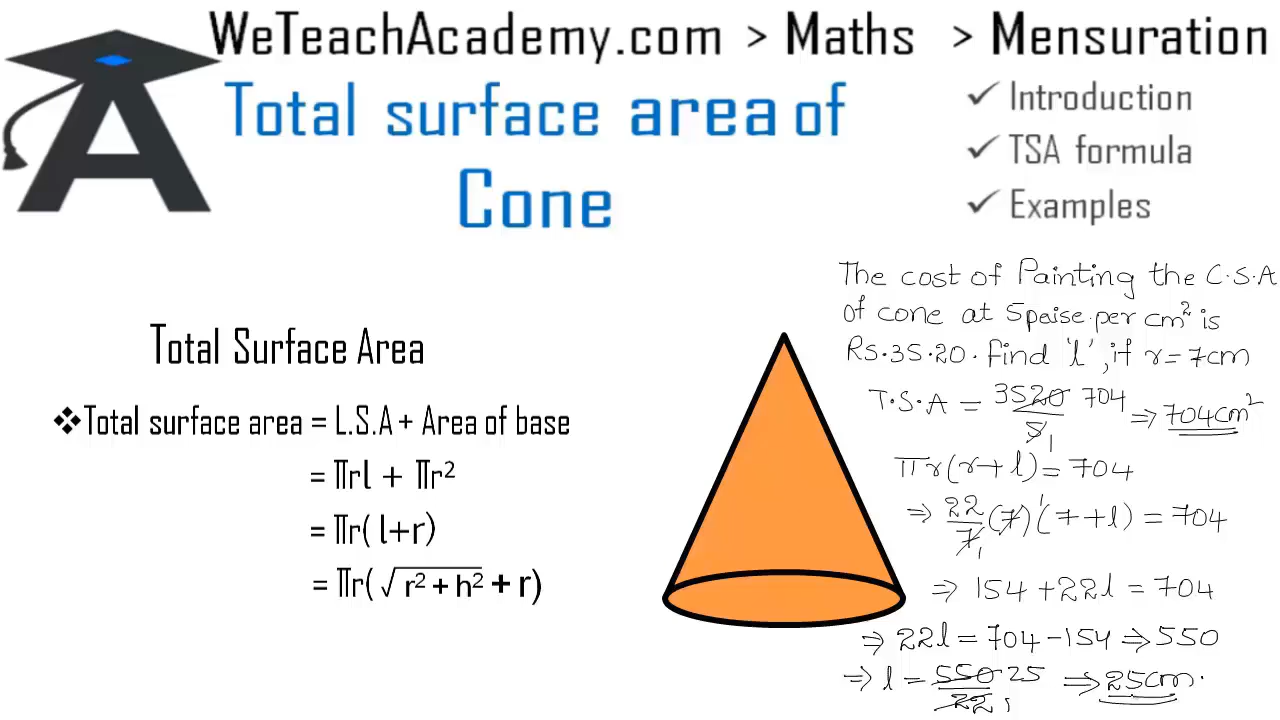 WeTeachAcademy.com > Maths > Mensuration
Total surface area of
Cone
✓ Introduction
✓ TSA formula
✓ Examples
Total Surface Area
❖Total surface area = L.S.A + Area of base
= πrl + πr²
= πr( l+r)
= πr(√r² + h² + r)
The cost of Painting the C.S.A
of cone at 5paise.per cm² is
Rs.35.20. find 'l', if r=7cm
T.S.A = 3520/5 704 1 ⇒ 704cm²
πr(r+l)=704
⇒ 22/7 1 (7) 1 (7+l) = 704
⇒ 154 +22l = 704
⇒ 22l = 704 -154 ⇒ 550
⇒ l = 550/22 25 1 ⇒ 25cm.